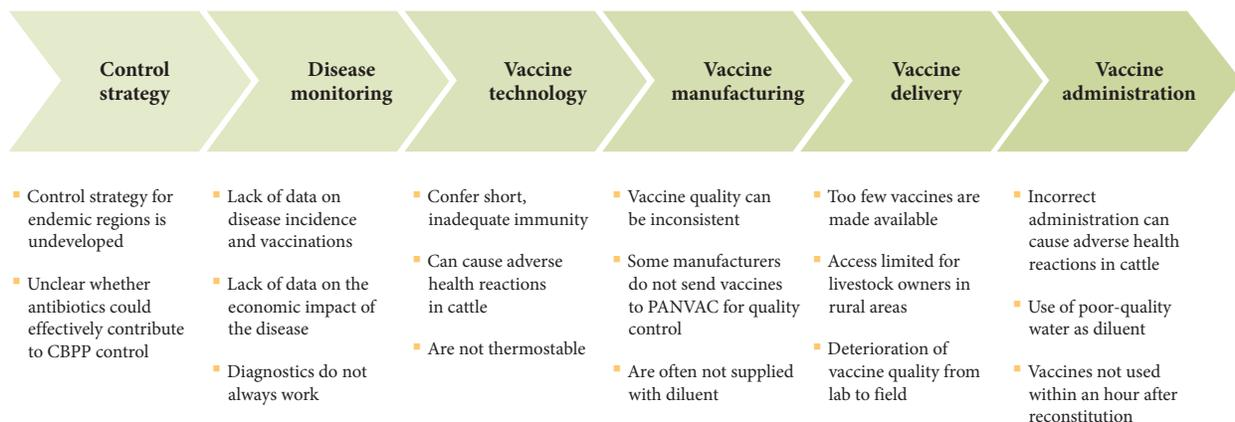 Control
strategy
Disease
monitoring
Vaccine
technology
Vaccine
manufacturing
Vaccine
delivery
Vaccine
administration
Control strategy for
endemic regions is
undeveloped
Unclear whether
antibiotics could
effectively contribute
to CBPP control
Lack of data on
disease incidence
and vaccinations
Lack of data on the
economic impact of
the disease
Diagnostics do not
always work
Confer short,
inadequate immunity
Can cause adverse
health reactions
in cattle
Are not thermostable
Vaccine quality can
be inconsistent
Some manufacturers
do not send vaccines
to PANVAC for quality
control
Are often not supplied
with diluent
Too few vaccines are
made available
Access limited for
livestock owners in
rural areas
Deterioration of
vaccine quality from
lab to field
Incorrect
administration can
cause adverse health
reactions in cattle
Use of poor-quality
water as diluent
Vaccines not used
within an hour after
reconstitution